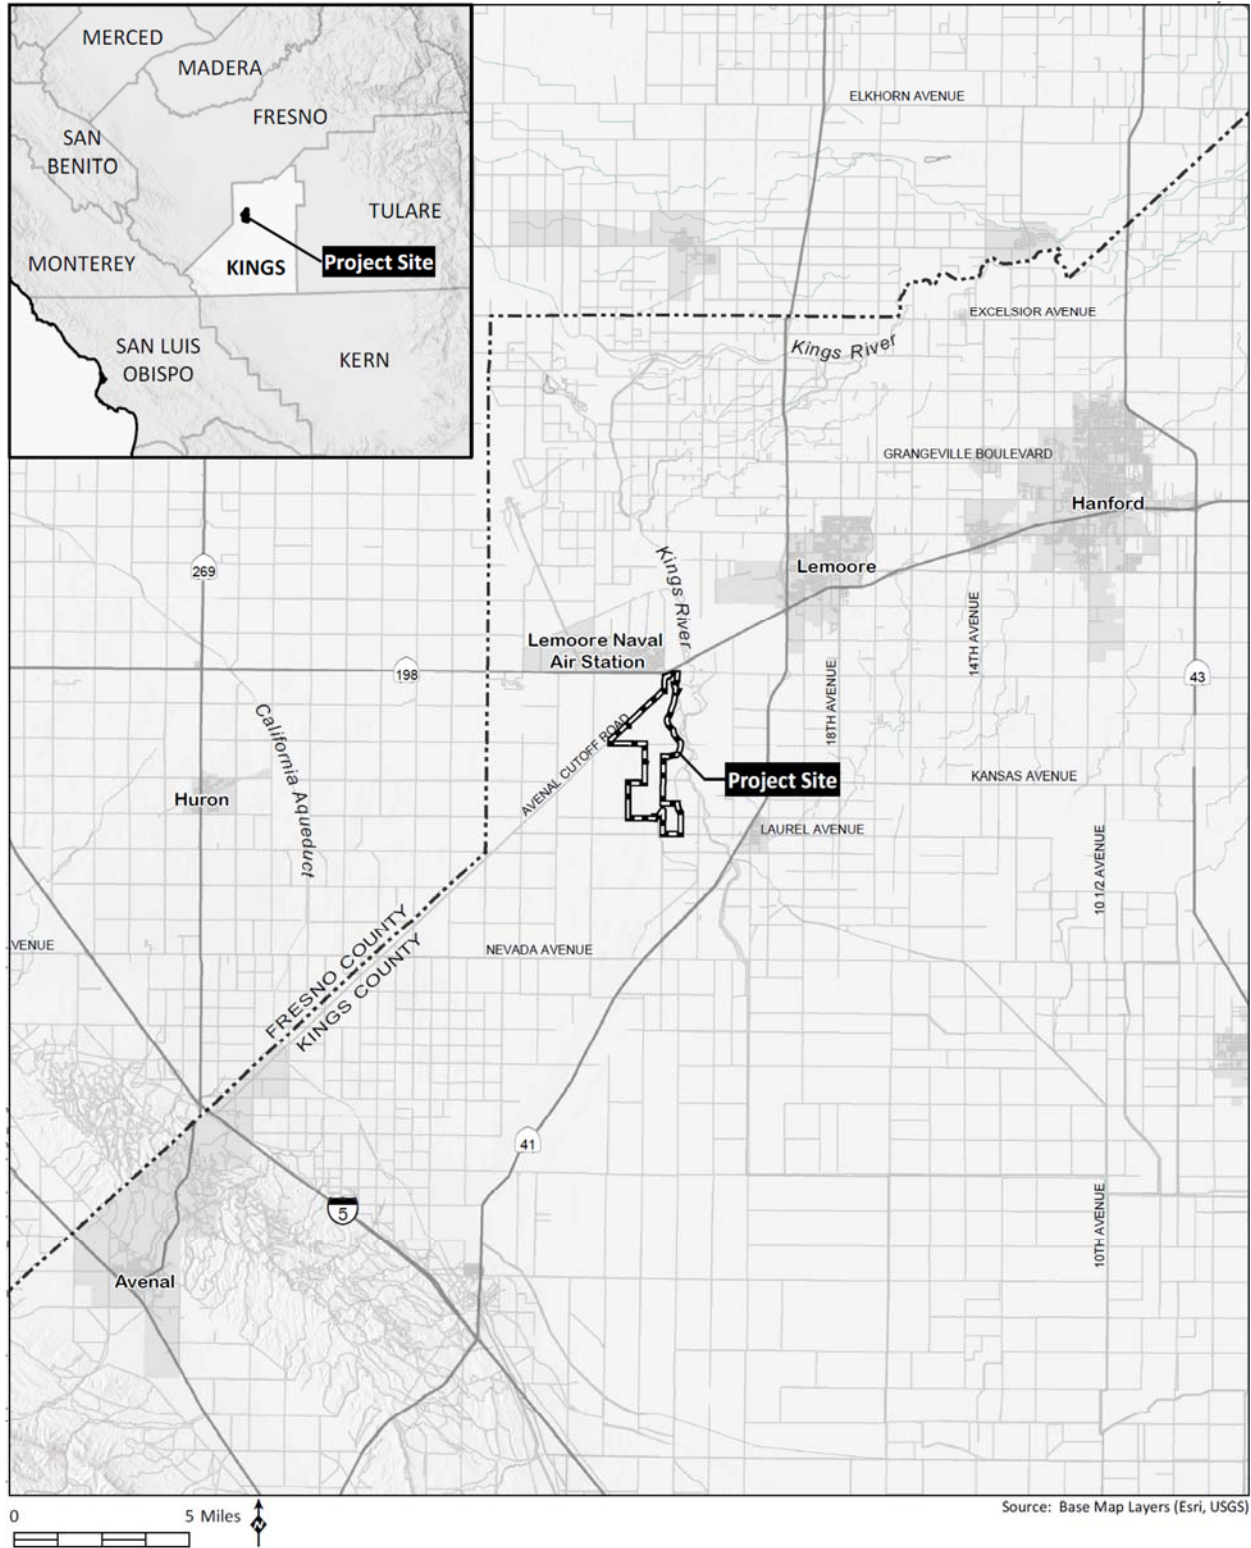 MERCED
MADERA
FRESNO
SAN
BENITO
TULARE
MONTEREY
KINGS
Project Site
SAN LUIS
OBISPO
KERN
ELKHORN AVENUE
EXCELSIOR AVENUE
Kings River
GRANGEVILLE BOULEVARD
Hanford
Lemoore
Kings River
269
Lemoore Naval
Air Station
198
14TH AVENUE
18TH AVENUE
43
California Aqueduct
AVENAL CUTOFF ROAD
Project Site
KANSAS AVENUE
Huron
LAUREL AVENUE
10 1/2 AVENUE
VENUE
NEVADA AVENUE
FRESNO COUNTY
KINGS COUNTY
41
5
10TH AVENUE
Avenal
0 5 Miles
N
Source: Base Map Layers (Esri, USGS)